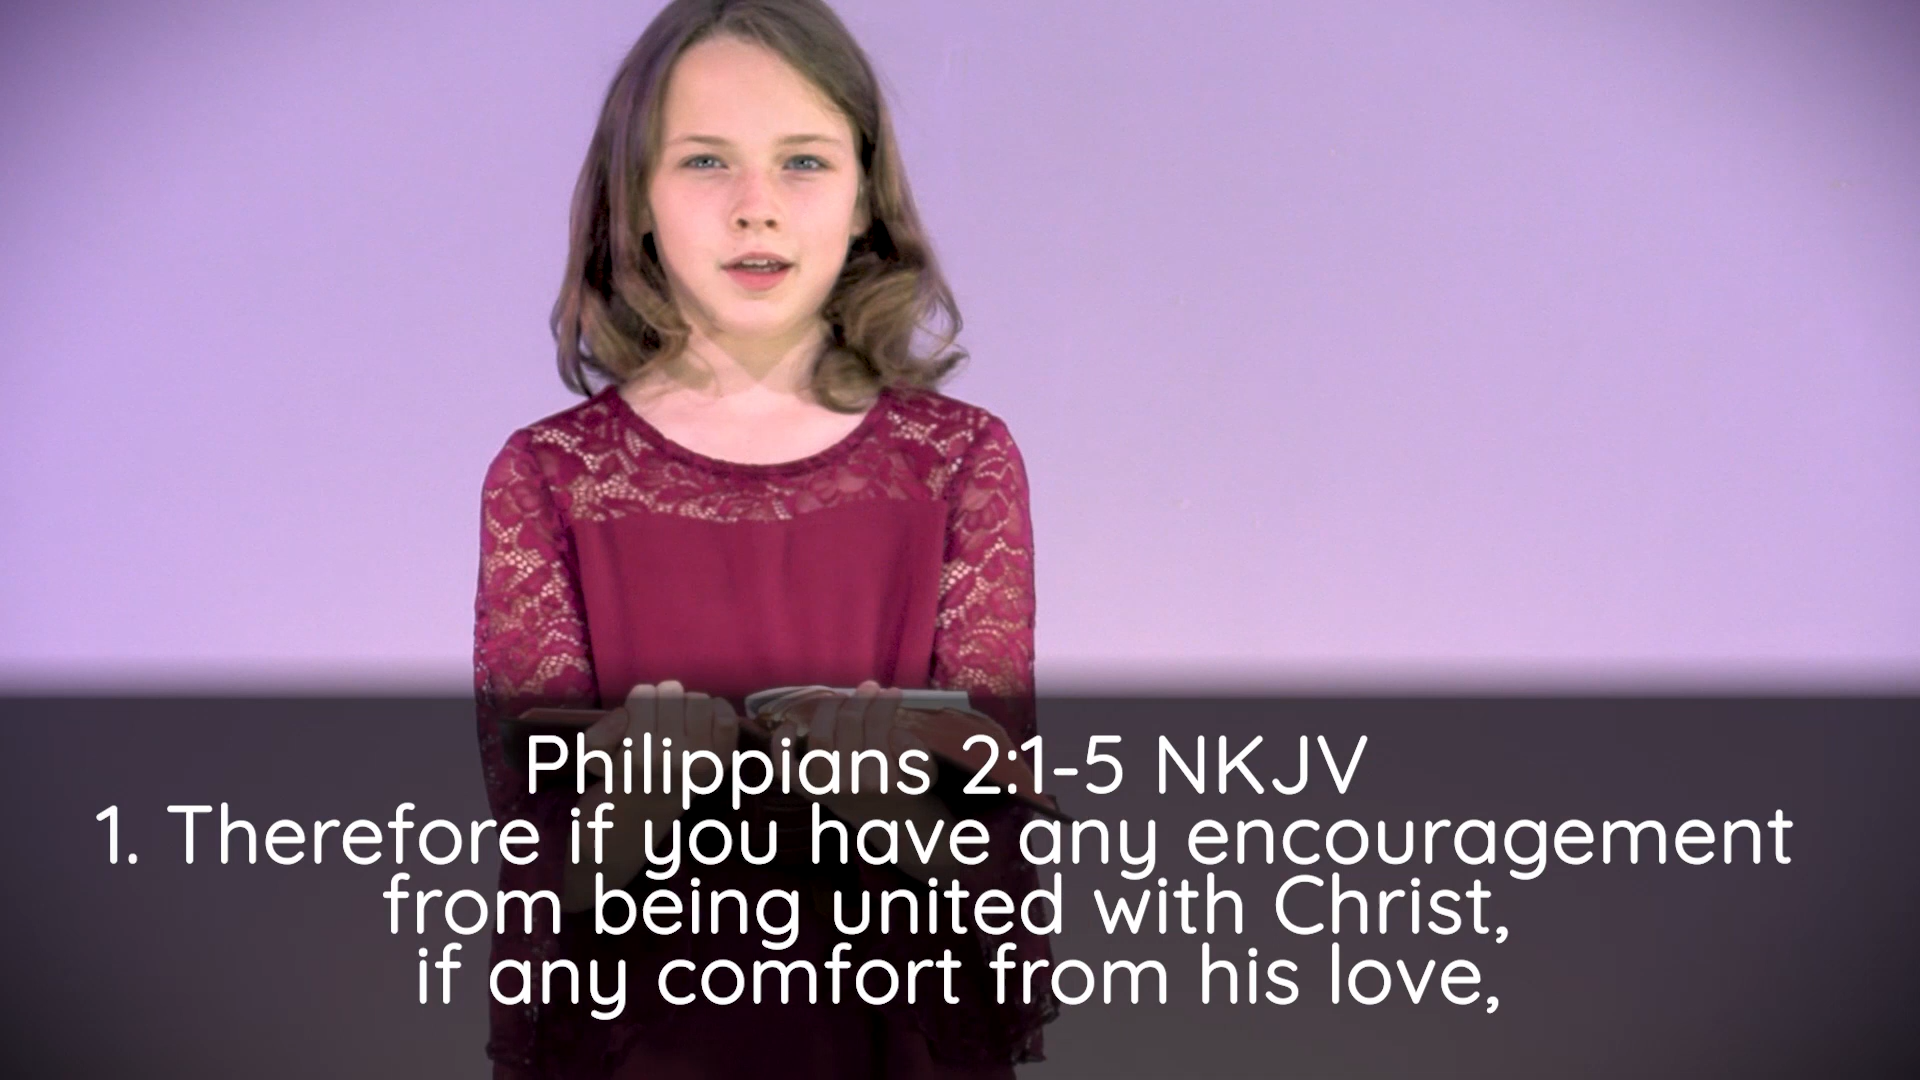 Philippians 2:1-5 NKJV
1. Therefore if you have any encouragement
from being united with Christ,
if any comfort from his love,